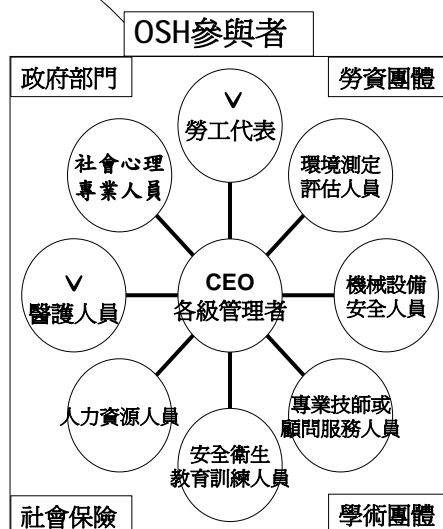 OSH參與者
政府部門
勞資團體
V
勞工代表
社會心理
專業人員
環境測定
評估人員
V
醫護人員
CEO
各級管理者
機械設備
安全人員
人力資源人員
專業技師或
顧問服務人員
安全衛生
教育訓練人員
社會保險
學術團體